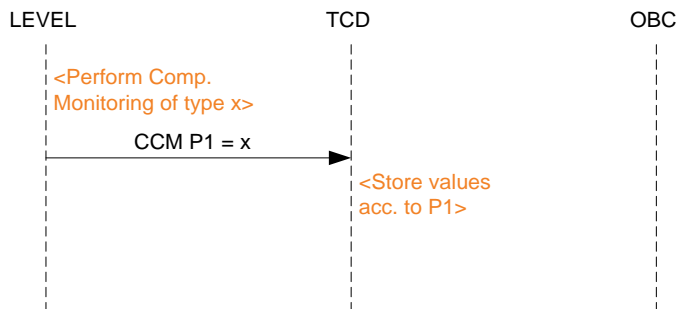 LEVEL TCD OBC
<Perform Comp.
Monitoring of type x>
CCM P1 = x
<Store values
acc. to P1>